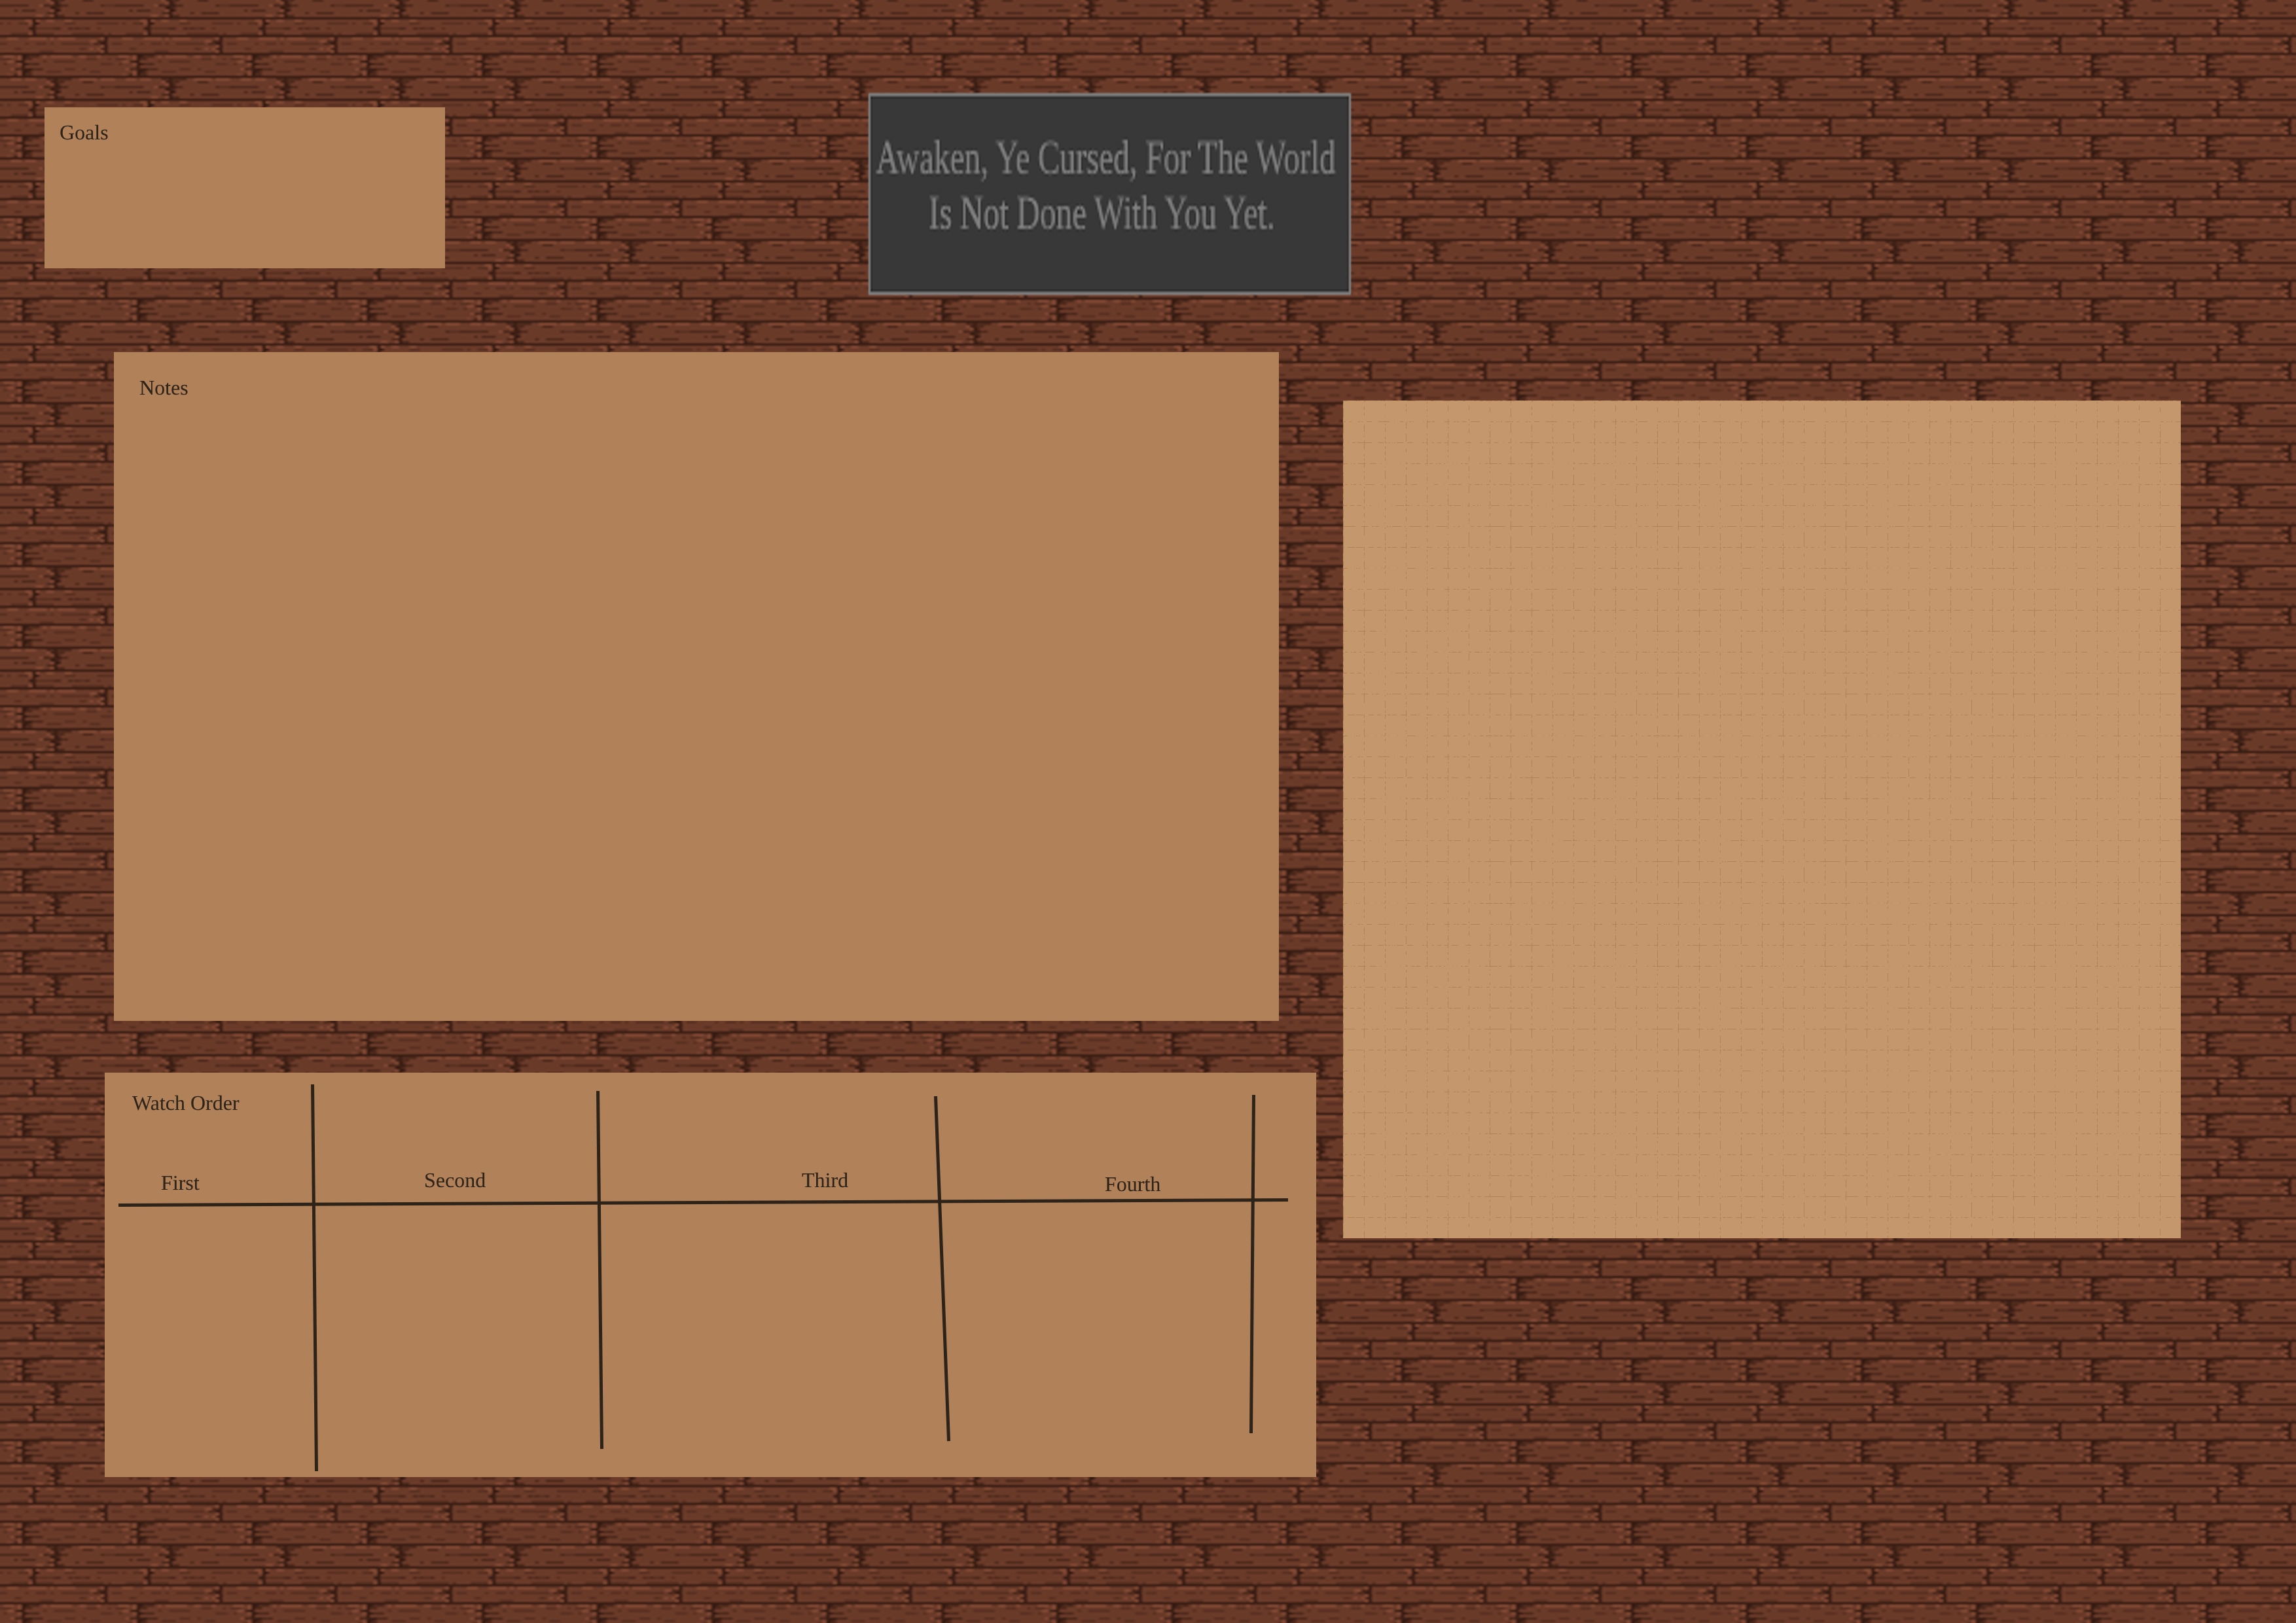 Goals
Awaken, Ye Cursed, For The World
Is Not Done With You Yet.
Notes
Watch Order
First
Second
Third
Fourth